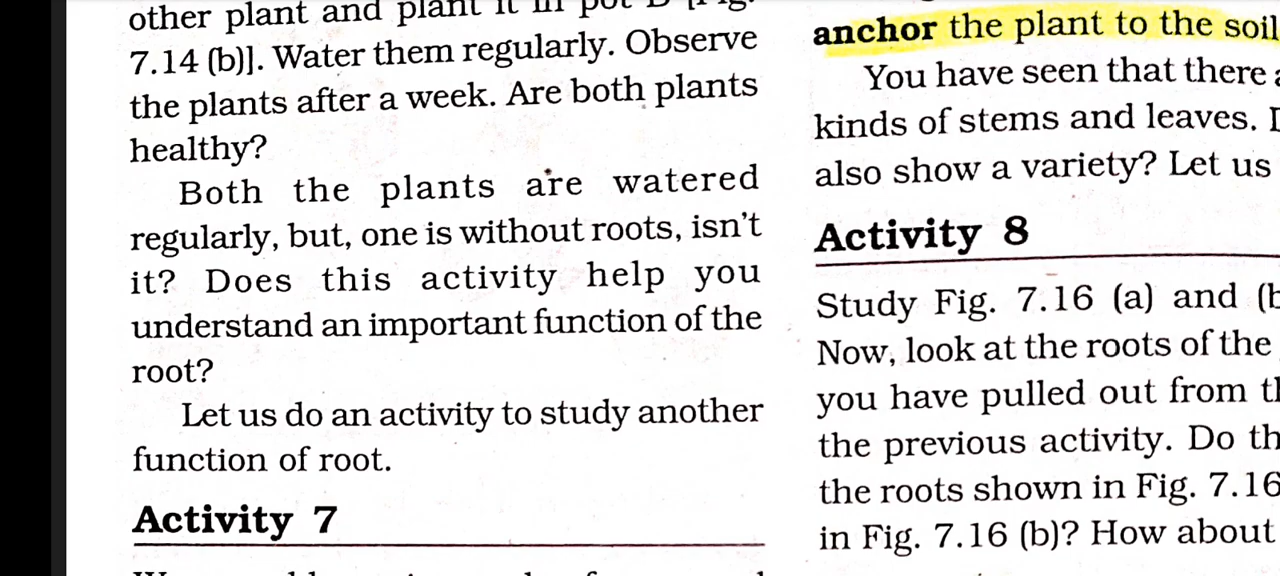 other plant and plant it in pot B [Fig.
7.14 (b)]. Water them regularly. Observe
the plants after a week. Are both plants
healthy?
Both the plants are watered
regularly, but, one is without roots, isn't
it? Does this activity help you
understand an important function of the
root?
Let us do an activity to study another
function of root.
Activity 7
anchor the plant to the soil
You have seen that there
kinds of stems and leaves.
also show a variety? Let us
Activity 8
Study Fig. 7.16 (a) and (b
Now, look at the roots of the
you have pulled out from
the previous activity. Do
the roots shown in Fig. 7.16
in Fig. 7.16 (b)? How about